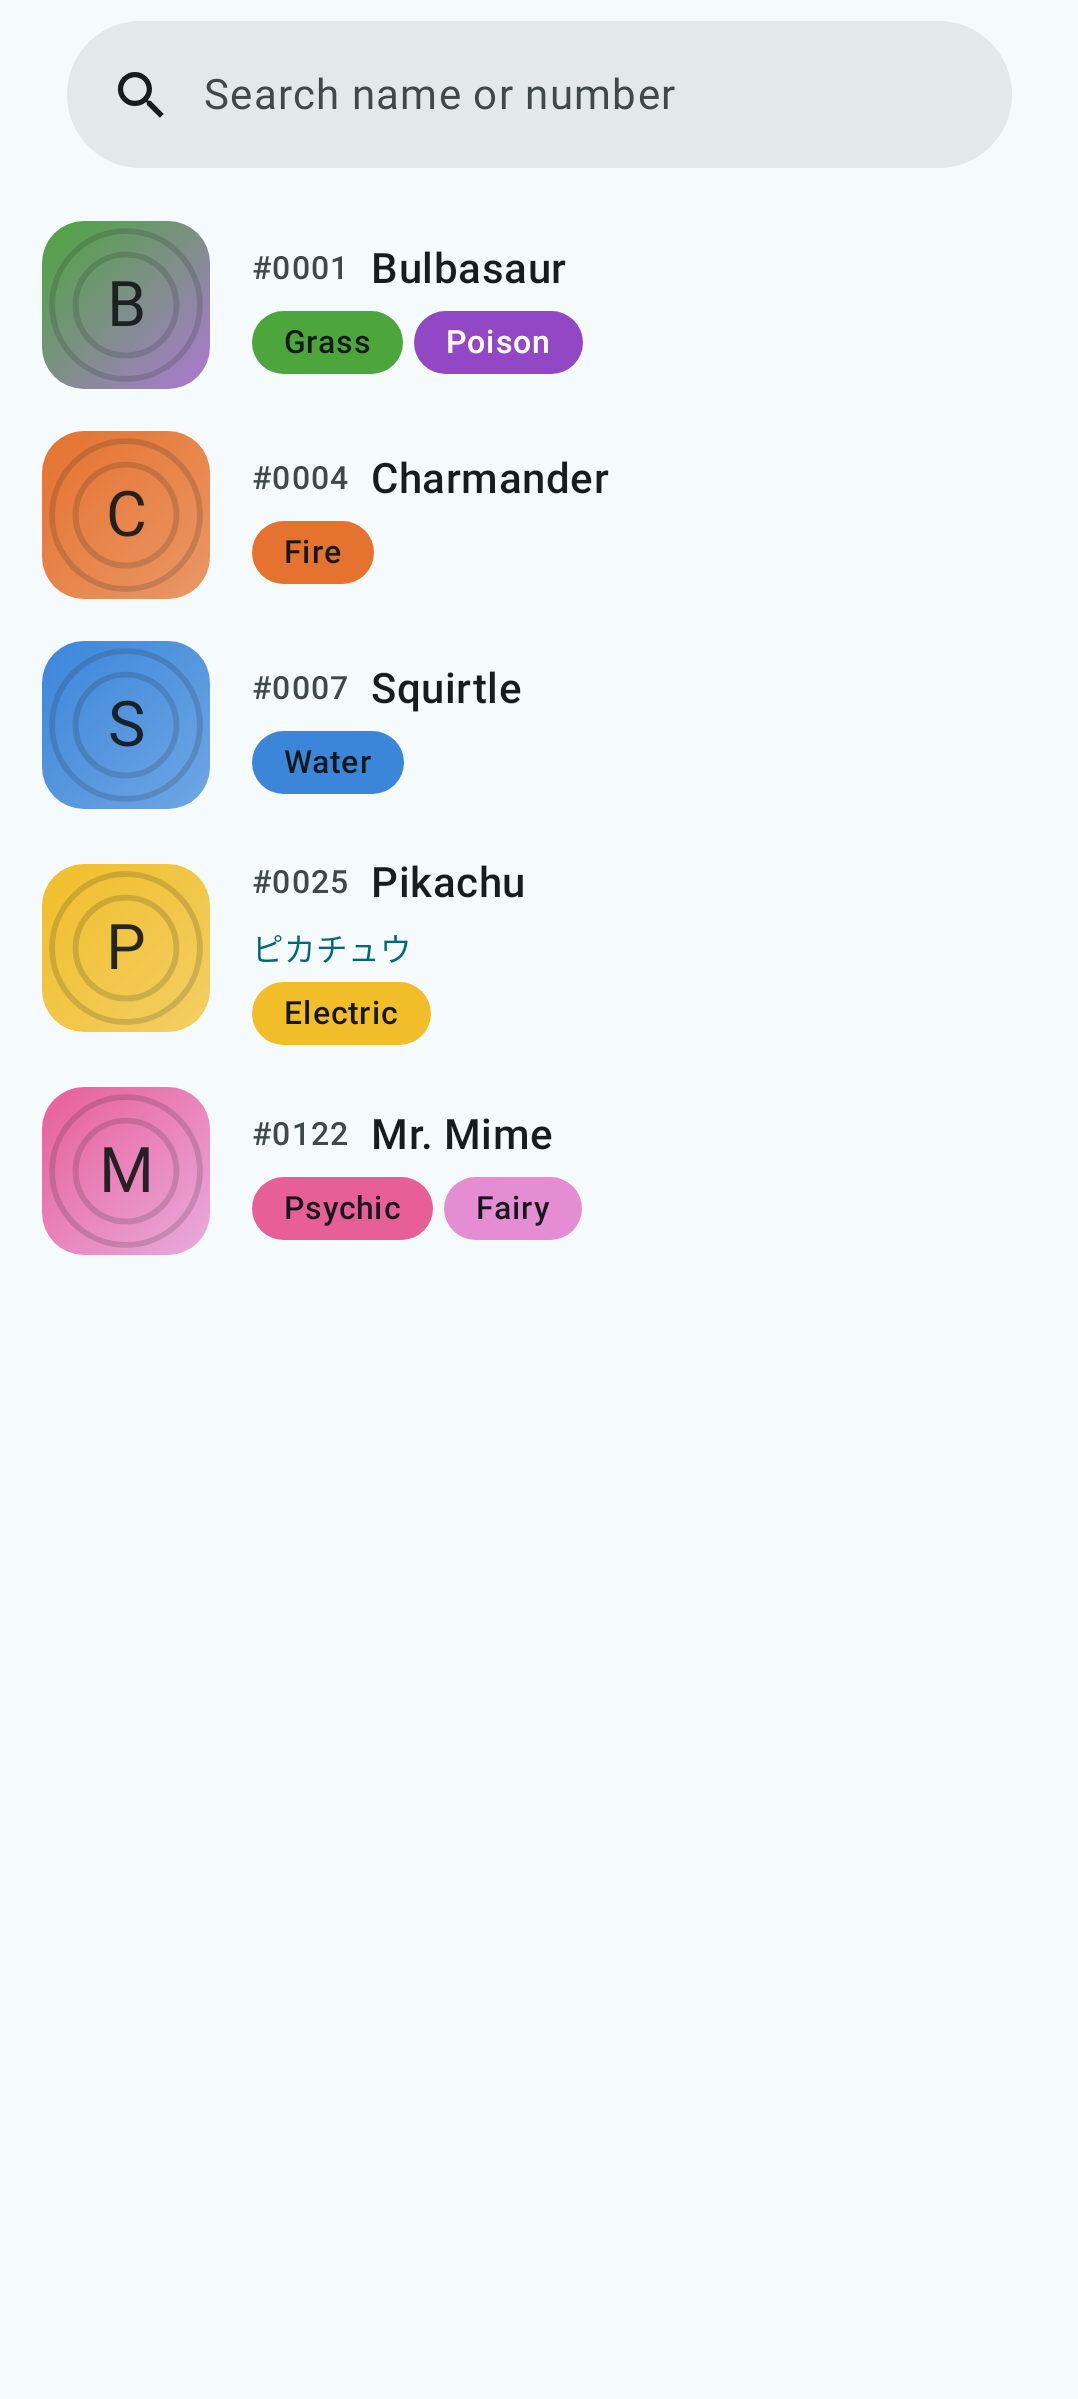 Search name or number
B
#0001 Bulbasaur
Grass Poison
C
#0004 Charmander
Fire
S
#0007 Squirtle
Water
P
#0025 Pikachu
ピカチュウ
Electric
M
#0122 Mr. Mime
Psychic Fairy